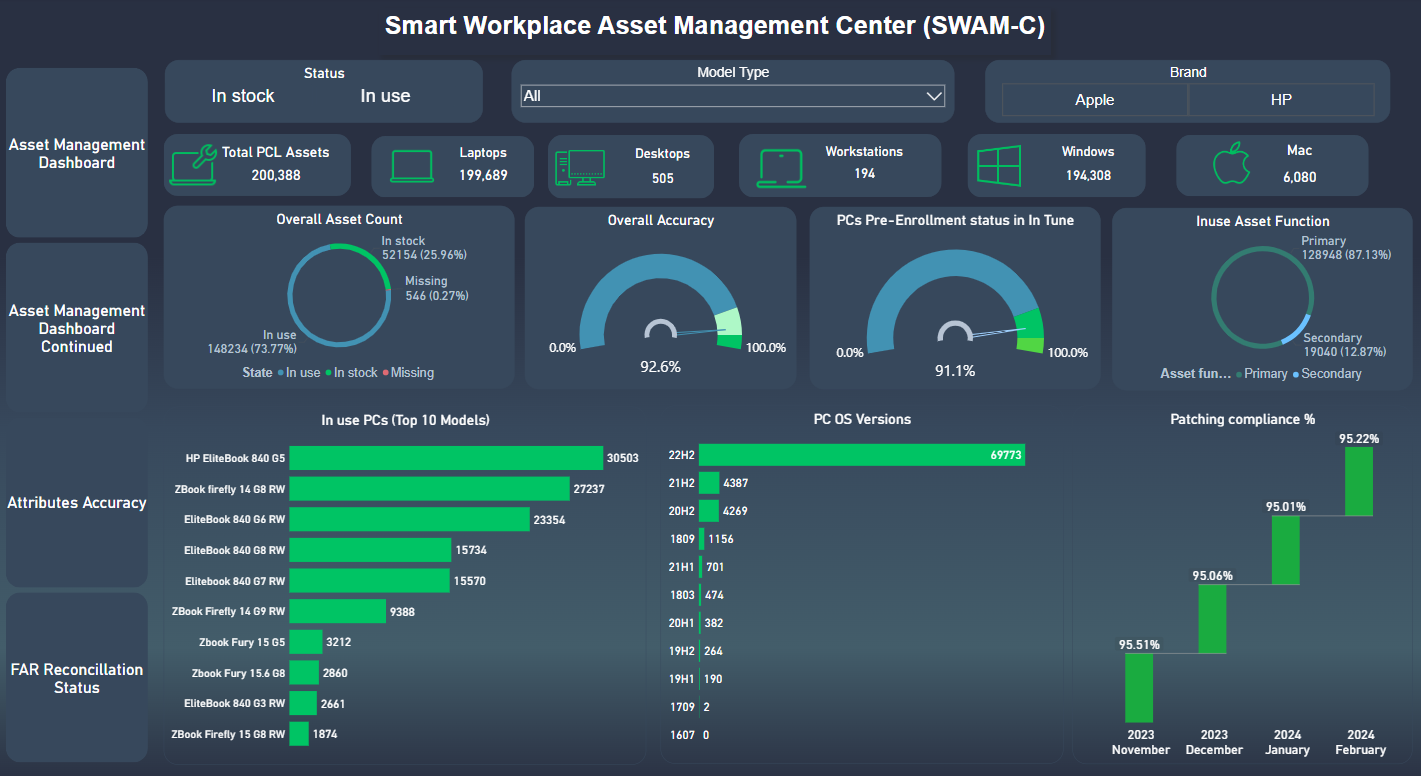 Smart Workplace Asset Management Center (SWAM-C)
Asset Management
Dashboard
Asset Management
Dashboard
Continued
Attributes Accuracy
FAR Reconcillation
Status
Status
In stock
In use
Model Type
All
Brand
Apple
HP
Total PCL Assets
200,388
Laptops
199,689
Desktops
505
Workstations
194
Windows
194,308
Mac
6,080
Overall Asset Count
In stock
52154 (25.96%)
Missing
546 (0.27%)
In use
148234 (73.77%)
State In use In stock Missing
Overall Accuracy
0.0%
100.0%
92.6%
PCs Pre-Enrollment status in In Tune
0.0%
100.0%
91.1%
Inuse Asset Function
Primary
128948 (87.13%)
Secondary
19040 (12.87%)
Asset fun... Primary Secondary
In use PCs (Top 10 Models)
HP EliteBook 840 G5 30503
ZBook firefly 14 G8 RW 27237
EliteBook 840 G6 RW 23354
EliteBook 840 G8 RW 15734
Elitebook 840 G7 RW 15570
ZBook Firefly 14 G9 RW 9388
Zbook Fury 15 G5 3212
Zbook Fury 15.6 G8 2860
EliteBook 840 G3 RW 2661
ZBook Firefly 15 G8 RW 1874
PC OS Versions
22H2 69773
21H2 4387
20H2 4269
1809 1156
21H1 701
1803 474
20H1 382
19H2 264
19H1 190
1709 2
1607 0
Patching compliance %
95.51%
95.06%
95.01%
95.22%
2023
November
2023
December
2024
January
2024
February